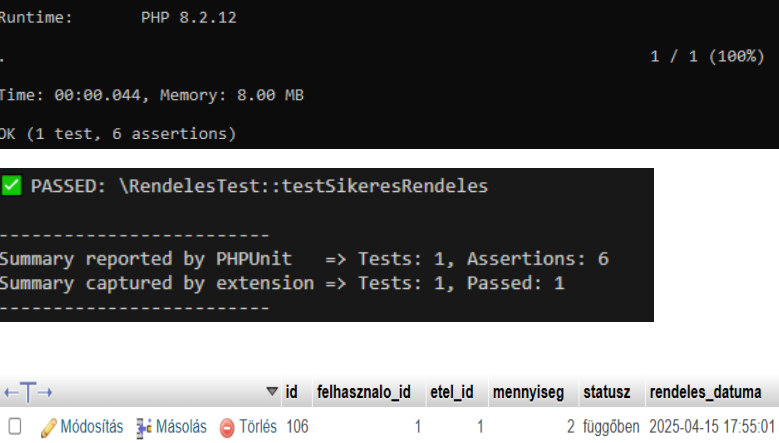 Runtime: PHP 8.2.12
. 1 / 1 (100%)
Time: 00:00.044, Memory: 8.00 MB
OK (1 test, 6 assertions)
PASSED: \RendelesTest::testSikeresRendeles
--------------------------
Summary reported by PHPUnit => Tests: 1, Assertions: 6
Summary captured by extension => Tests: 1, Passed: 1
--------------------------
←T→ ▼ id felhasznalo_id etel_id mennyiseg statusz rendeles_datuma
Módosítás Másolás Törlés 106 1 1 2 függőben 2025-04-15 17:55:01